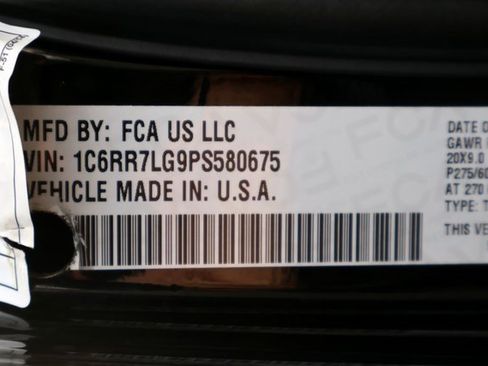 MFD BY: FCA US LLC
VIN: 1C6RR7LG9PS580675
VEHICLE MADE IN: U.S.A.
DATE O
GAWR
20X9.0
P275/60
AT 270
TYPE: T
THIS VE